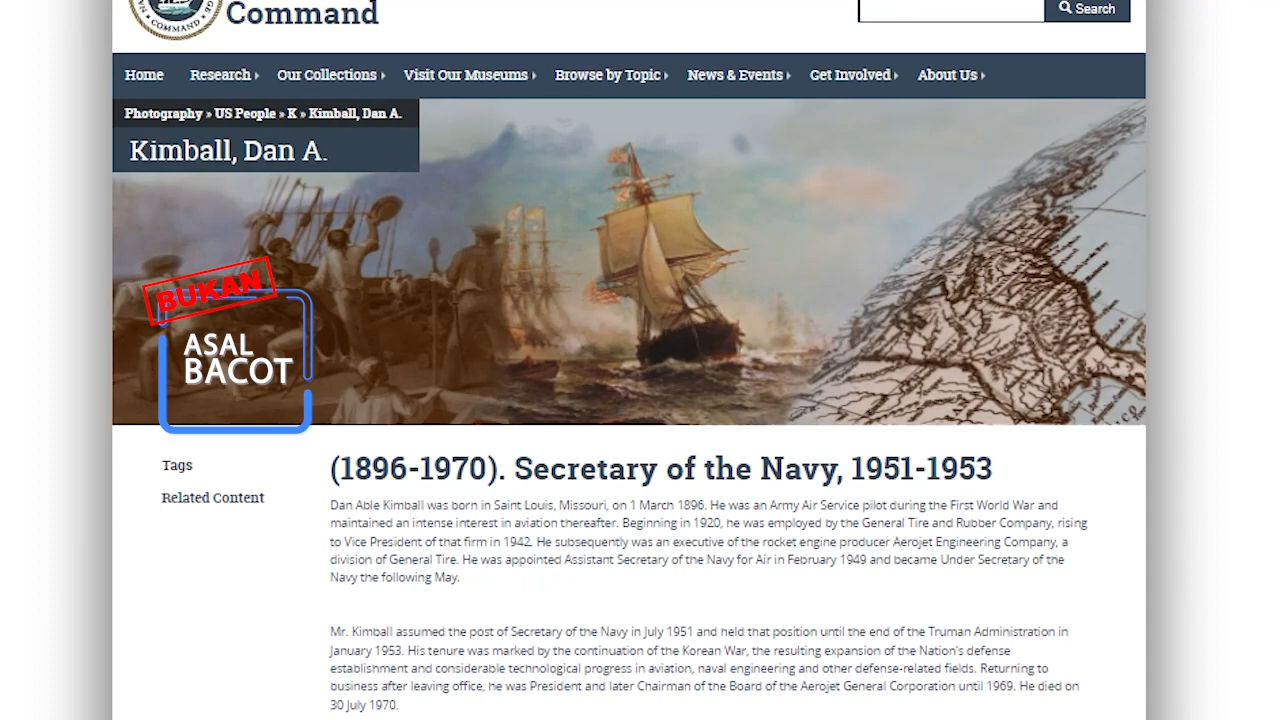 Command
COMMAND
Search
Home Research Our Collections Visit Our Museums Browse by Topic News & Events Get Involved About Us
Photography » US People » K » Kimball, Dan A.
Kimball, Dan A.
BUKAN
ASAL
BACOT
Tags
Related Content
(1896-1970). Secretary of the Navy, 1951-1953
Dan Able Kimball was born in Saint Louis, Missouri, on 1 March 1896. He was an Army Air Service pilot during the First World War and
maintained an intense interest in aviation thereafter. Beginning in 1920, he was employed by the General Tire and Rubber Company, rising
to Vice President of that firm in 1942. He subsequently was an executive of the rocket engine producer Aerojet Engineering Company, a
division of General Tire. He was appointed Assistant Secretary of the Navy for Air in February 1949 and became Under Secretary of the
Navy the following May.
Mr. Kimball assumed the post of Secretary of the Navy in July 1951 and held that position until the end of the Truman Administration in
January 1953. His tenure was marked by the continuation of the Korean War, the resulting expansion of the Nation's defense
establishment and considerable technological progress in aviation, naval engineering and other defense-related fields. Returning to
business after leaving office, he was President and later Chairman of the Board of the Aerojet General Corporation until 1969. He died on
30 July 1970.